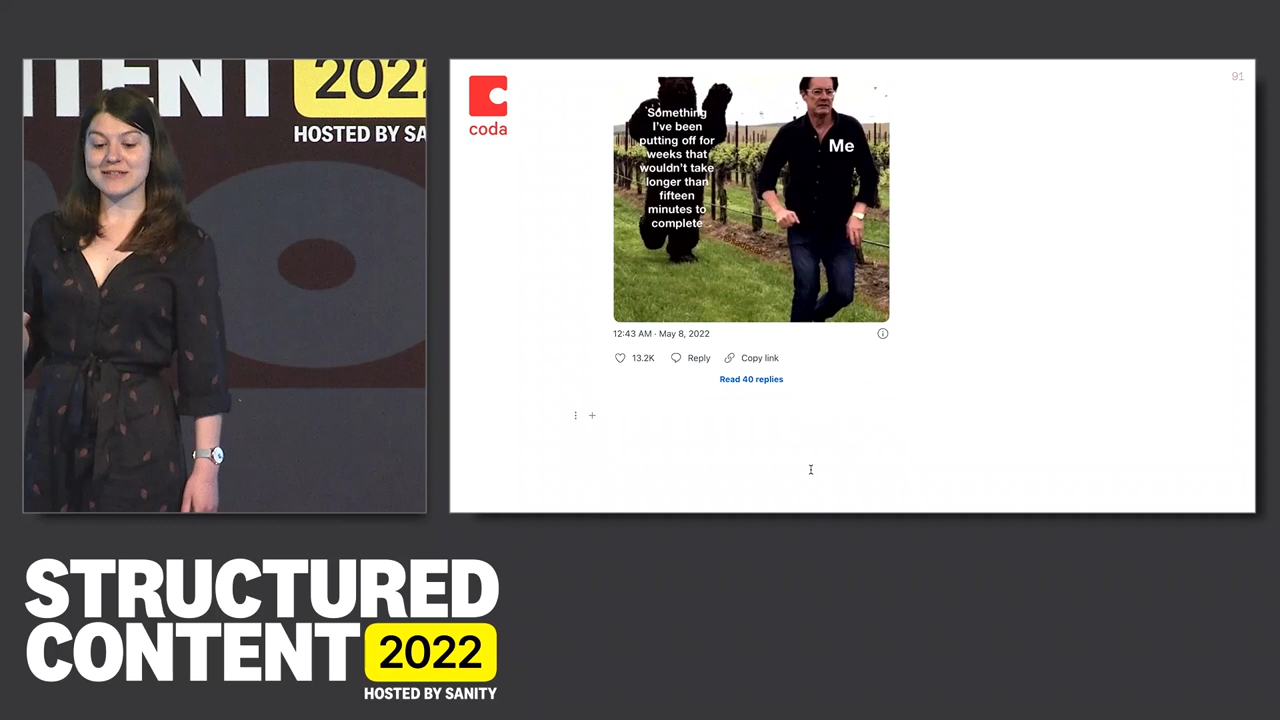 TENT
202
HOSTED BY SA
coda
91
Something
I've been
putting off for
weeks that
wouldn't take
longer than
fifteen
minutes to
complete
Me
12:43 AM · May 8, 2022
13.2K Reply Copy link
Read 40 replies
STRUCTURED
CONTENT 2022
HOSTED BY SANITY